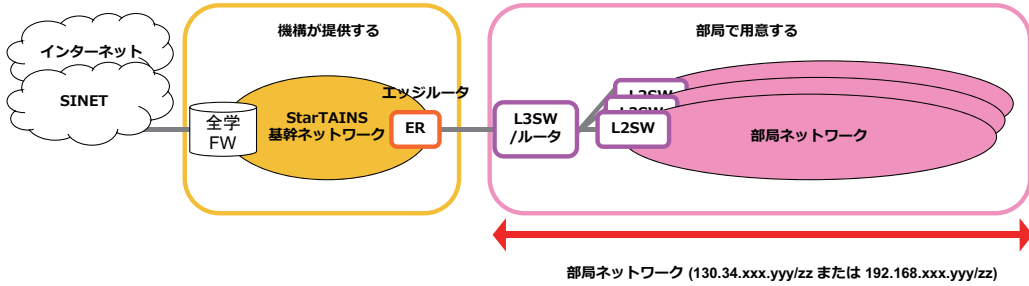 機構が提供する
部局で用意する
インターネット
SINET
エッジルータ
全学
FW
StarTAINS
基幹ネットワーク
ER
L3SW
/ルータ
L2SW
L2SW
L2SW
部局ネットワーク
部局ネットワーク (130.34.xxx.yyy/zz または 192.168.xxx.yyy/zz)